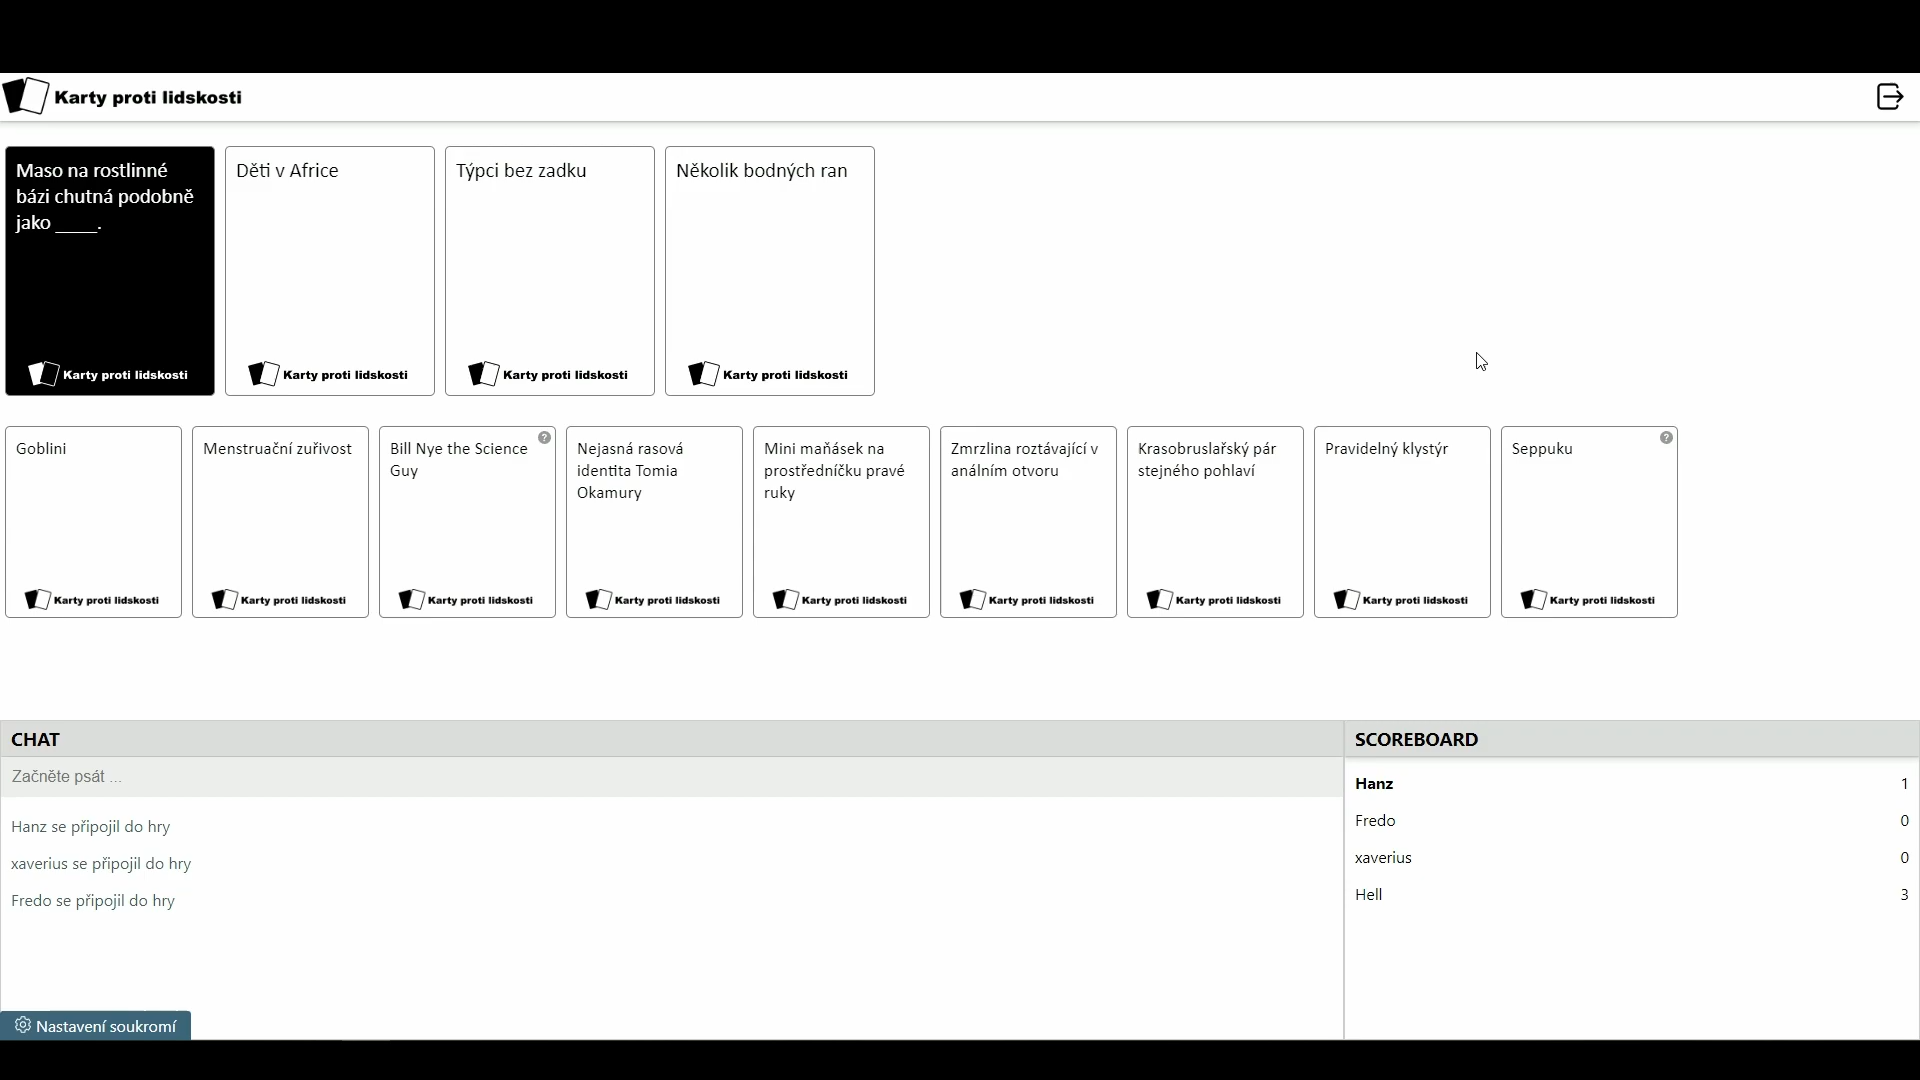 Karty proti lidskosti
Maso na rostlinné
bázi chutná podobně
jako _____.
Karty proti lidskosti
Děti v Africe
Karty proti lidskosti
Týpci bez zadku
Karty proti lidskosti
Několik bodných ran
Karty proti lidskosti
Goblini
Karty proti lidskosti
Menstruační zuřivost
Karty proti lidskosti
Bill Nye the Science
Guy
?
Karty proti lidskosti
Nejasná rasová
identita Tomia
Okamury
Karty proti lidskosti
Mini maňásek na
prostředníčku pravé
ruky
Karty proti lidskosti
Zmrzlina roztávající v
análním otvoru
Karty proti lidskosti
Krasobruslařský pár
stejného pohlaví
Karty proti lidskosti
Pravidelný klystýr
Karty proti lidskosti
Seppuku
?
Karty proti lidskosti
CHAT
Začněte psát ...
Hanz se připojil do hry
xaverius se připojil do hry
Fredo se připojil do hry
Nastavení soukromí
SCOREBOARD
Hanz 1
Fredo 0
xaverius 0
Hell 3